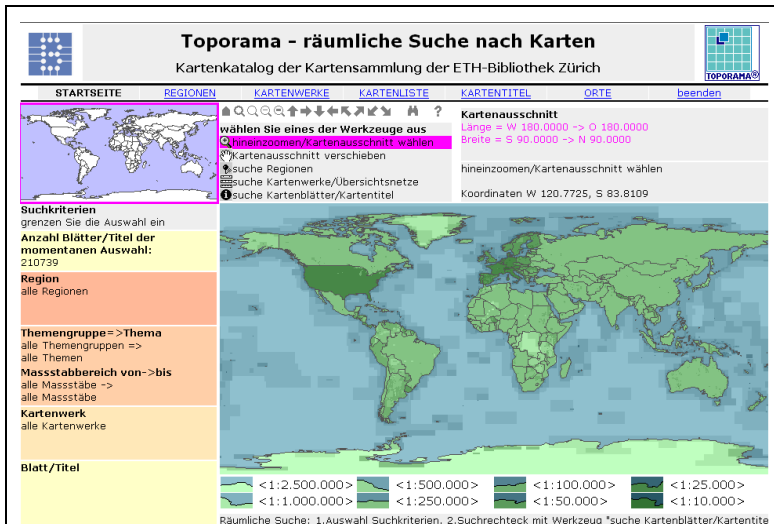 Toporama - räumliche Suche nach Karten
Kartenkatalog der Kartensammlung der ETH-Bibliothek Zürich
TOPORAMA®
STARTSEITE REGIONEN KARTENWERKE KARTENLISTE KARTENTITEL ORTE beenden
wählen Sie eines der Werkzeuge aus
hineinzoomen/Kartenausschnitt wählen
Kartenausschnitt verschieben
suche Regionen
suche Kartenwerke/Übersichtsnetze
suche Kartenblätter/Kartentitel
Kartenausschnitt
Länge = W 180.0000 -> O 180.0000
Breite = S 90.0000 -> N 90.0000
hineinzoomen/Kartenausschnitt wählen
Koordinaten W 120.7725, S 83.8109
Suchkriterien
grenzen Sie die Auswahl ein
Anzahl Blätter/Titel der
momentanen Auswahl:
210739
Region
alle Regionen
Themengruppe=>Thema
alle Themengruppen =>
alle Themen
Massstabbereich von->bis
alle Massstäbe ->
alle Massstäbe
Kartenwerk
alle Kartenwerke
Blatt/Titel
<1:2.500.000> <1:500.000> <1:100.000> <1:25.000>
<1:1.000.000> <1:250.000> <1:50.000> <1:10.000>
Räumliche Suche: 1.Auswahl Suchkriterien, 2.Suchrechteck mit Werkzeug "suche Kartenblätter/Kartentite